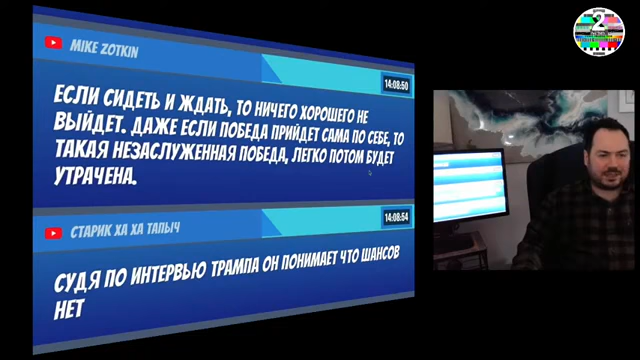 MIKE ZOTKIN
14:08:50
ЕСЛИ СИДЕТЬ И ЖДАТЬ, ТО НИЧЕГО ХОРОШЕГО НЕ
ВЫЙДЕТ. ДАЖЕ ЕСЛИ ПОБЕДА ПРИЙДЕТ САМА ПО СЕБЕ, ТО
ТАКАЯ НЕЗАСЛУЖЕННАЯ ПОБЕДА, ЛЕГКО ПОТОМ БУДЕТ
УТРАЧЕНА.
СТАРИК ХА ХА ТАПЫЧ
14:08:54
СУДЯ ПО ИНТЕРВЬЮ ТРАМПА ОН ПОНИМАЕТ ЧТО ШАНСОВ
НЕТ
2